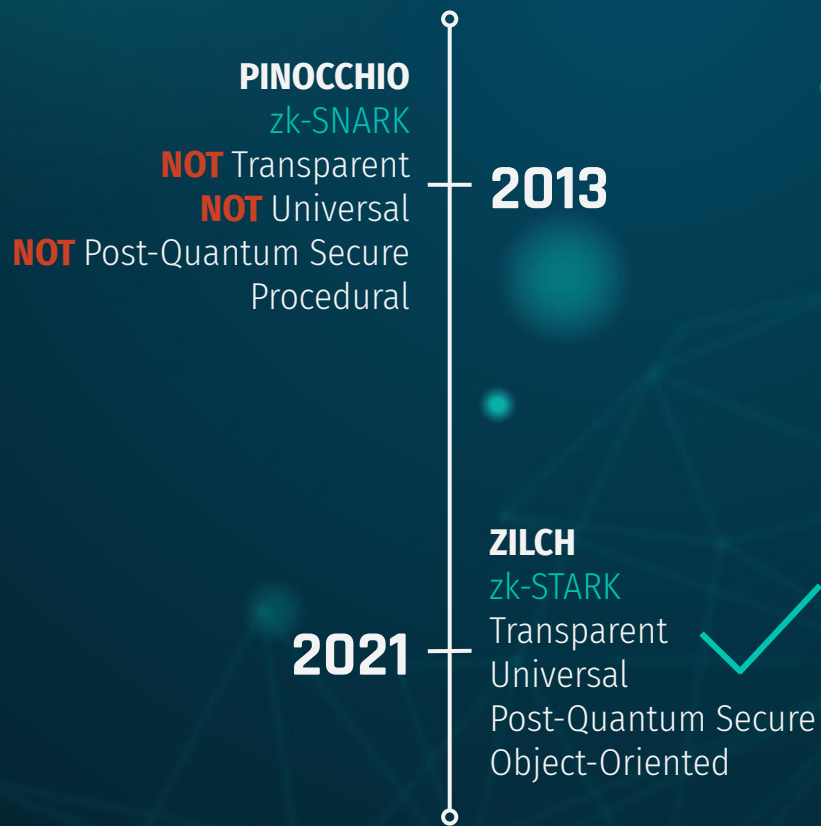 PINOCCHIO
zk-SNARK
NOT Transparent
NOT Universal
NOT Post-Quantum Secure
Procedural
2013
ZILCH
zk-STARK
Transparent
Universal
Post-Quantum Secure
Object-Oriented
2021